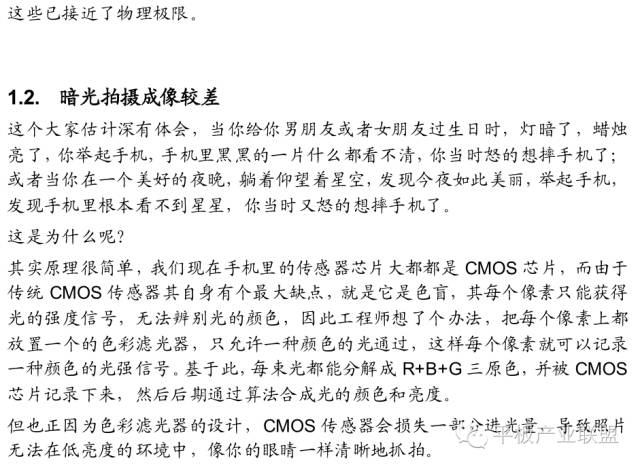 这些已接近了物理极限。
1.2. 暗光拍摄成像较差
这个大家估计深有体会，当你给你男朋友或者女朋友过生日时，灯暗了，蜡烛
亮了，你举起手机，手机里黑黑的一片什么都看不清，你当时怒的想摔手机了；
或者当你在一个美好的夜晚，躺着仰望着星空，发现今夜如此美丽，举起手机，
发现手机里根本看不到星星，你当时又怒的想摔手机了。
这是为什么呢？
其实原理很简单，我们现在手机里的传感器芯片大都都是 CMOS 芯片，而由于
传统 CMOS 传感器其自身有个最大缺点，就是它是色盲，其每个像素只能获得
光的强度信号，无法辨别光的颜色，因此工程师想了个办法，把每个像素上都
放置一个的色彩滤光器，只允许一种颜色的光通过，这样每个像素就可以记录
一种颜色的光强信号。基于此，每束光都能分解成 R+B+G 三原色，并被 CMOS
芯片记录下来，然后后期通过算法合成光的颜色和亮度。
但也正因为色彩滤光器的设计，CMOS 传感器会损失一部分进光量，导致照片
无法在低亮度的环境中，像你的眼睛一样清晰地抓拍。
平板产业联盟